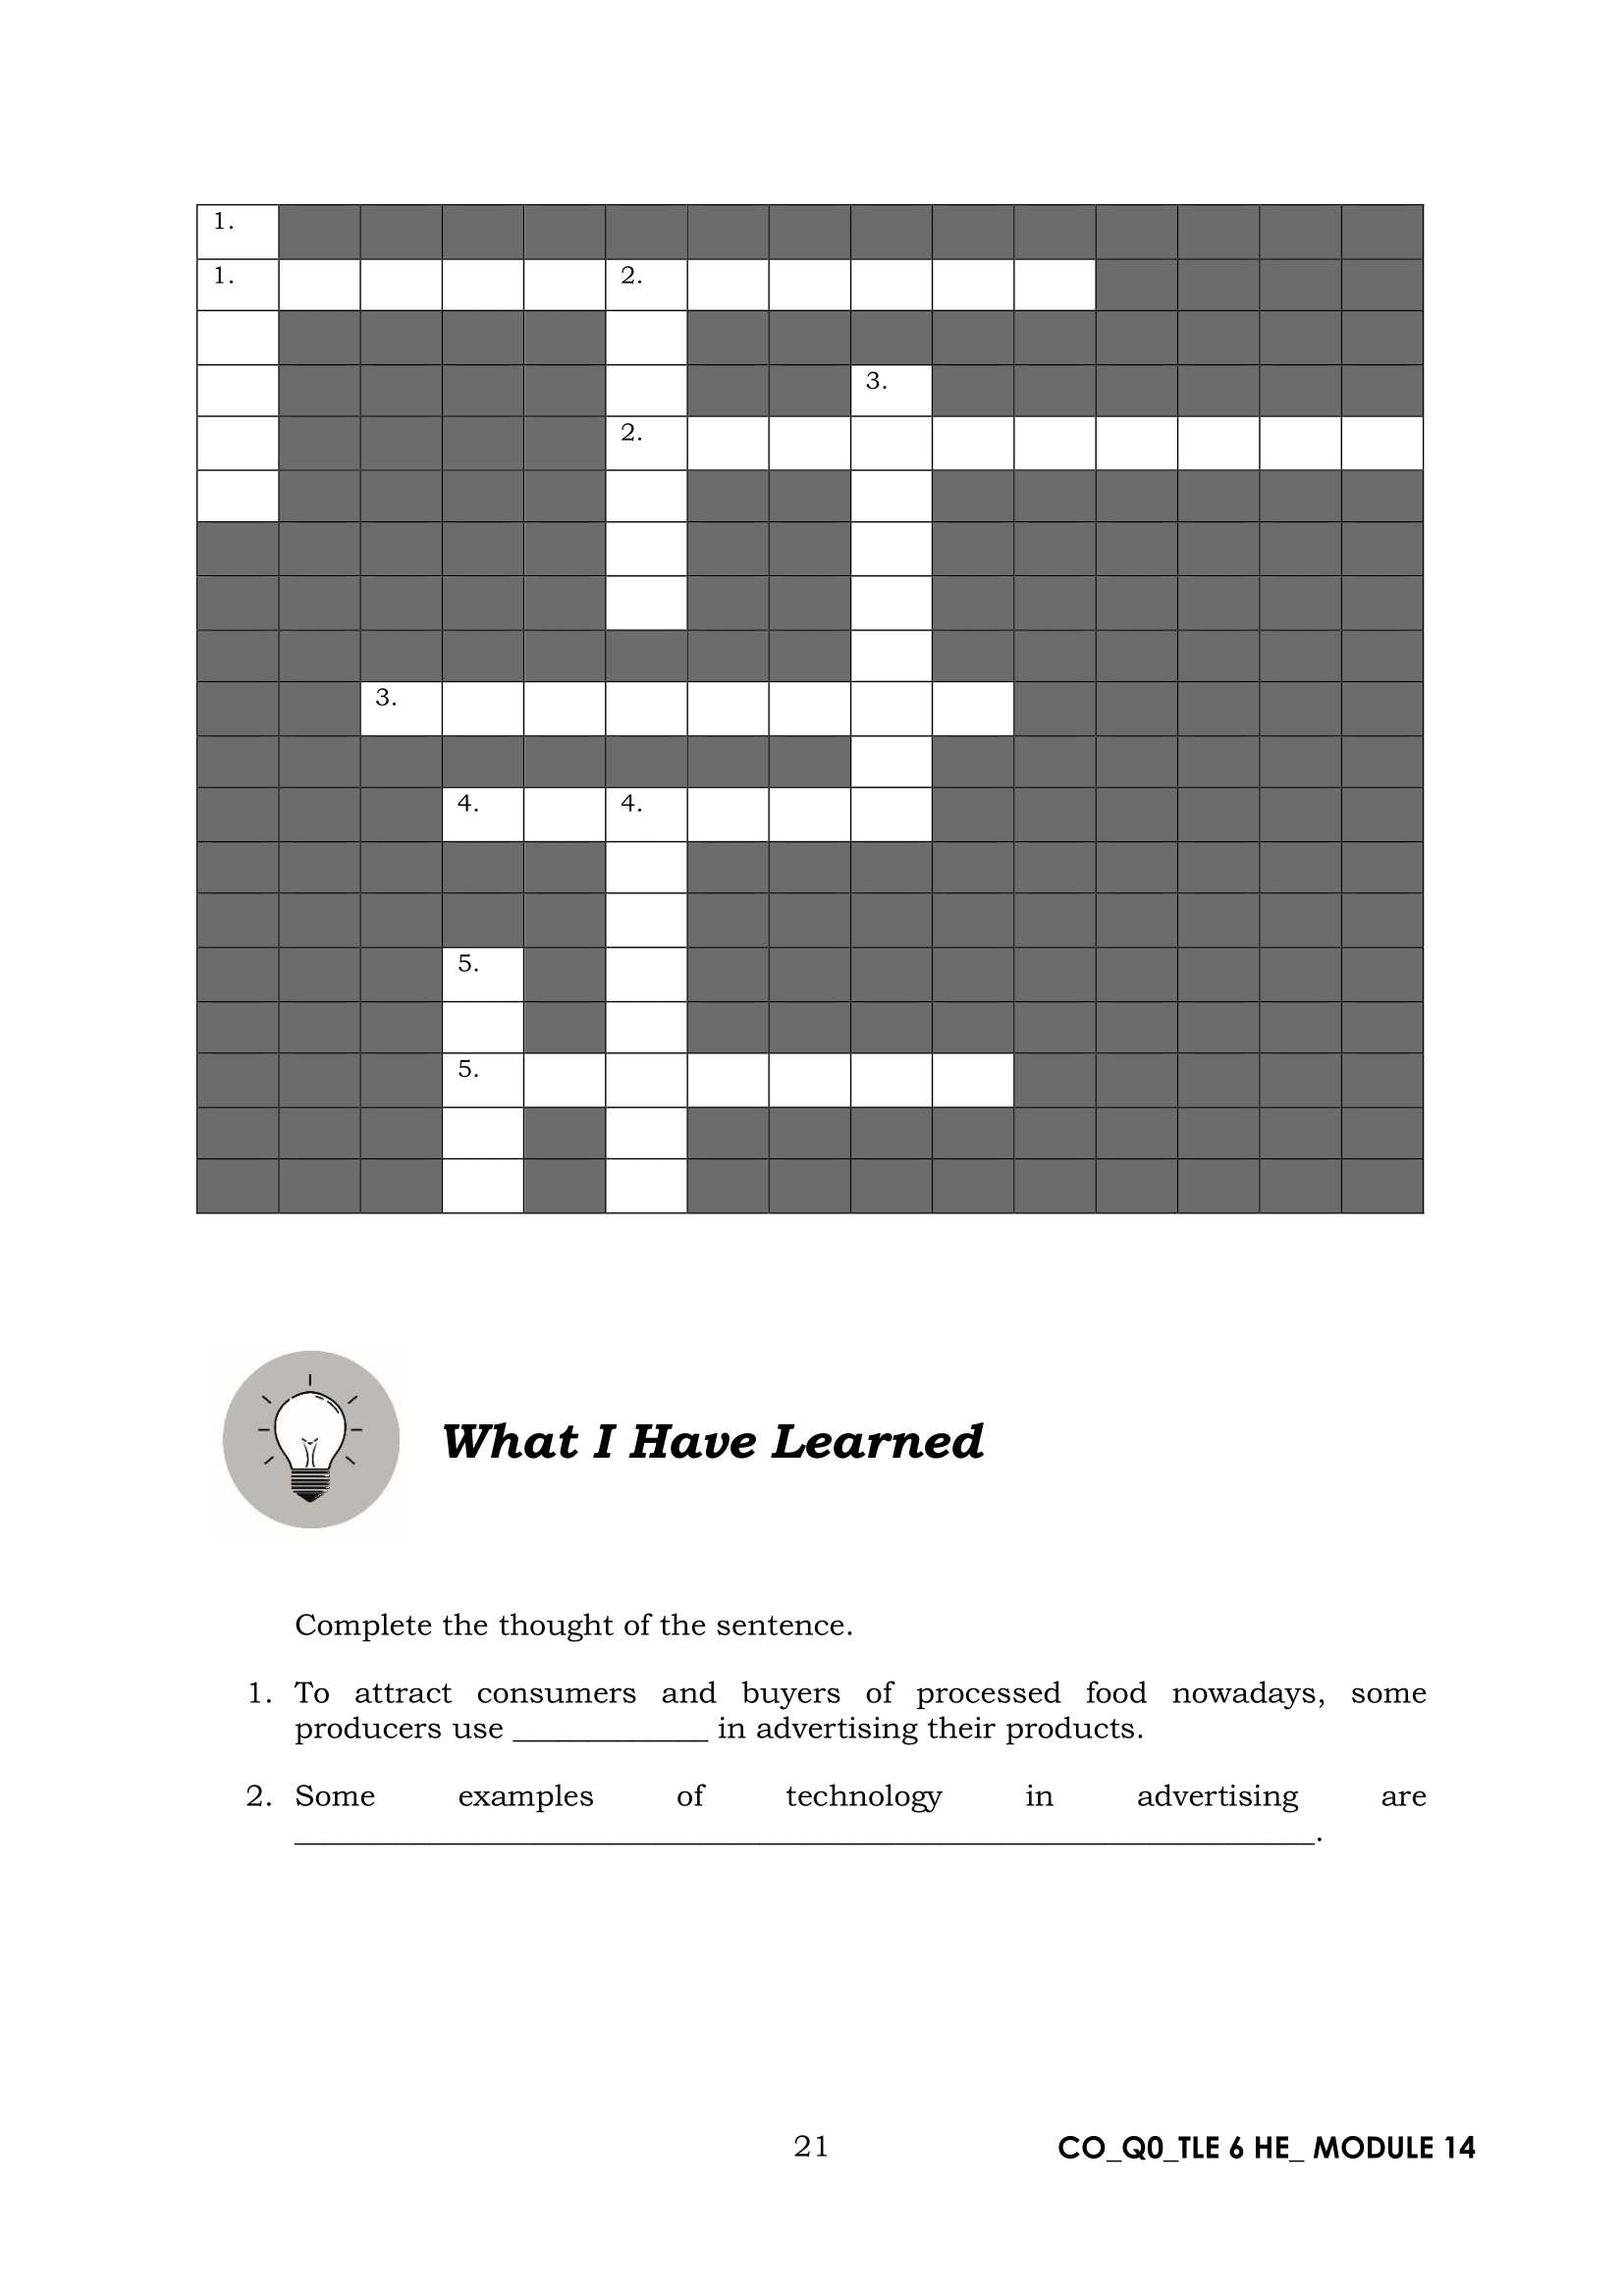 1.
1. 2.
3.
2.
3.
4. 4.
5.
5.
What I Have Learned
Complete the thought of the sentence.
1. To attract consumers and buyers of processed food nowadays, some
producers use _____________ in advertising their products.
2. Some examples of technology in advertising are
____________________________________________________________________.
21 CO_Q0_TLE 6 HE_ MODULE 14